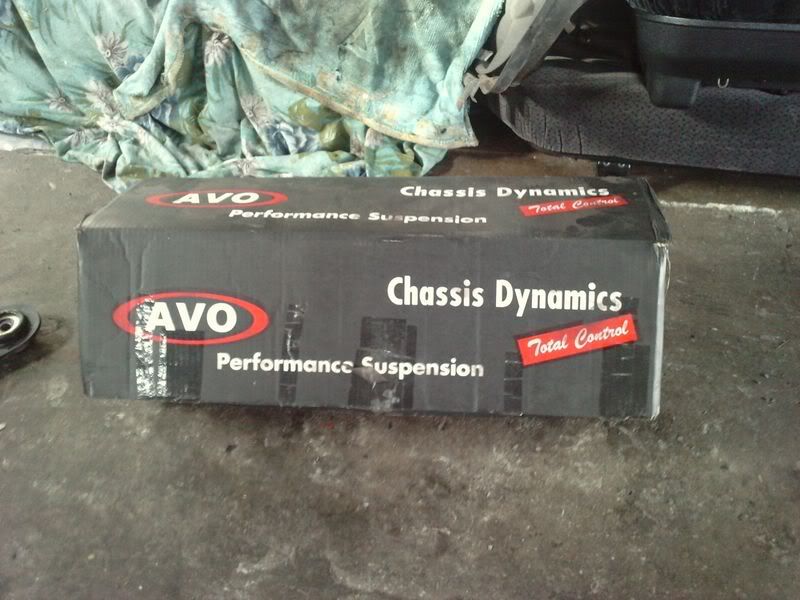 AVO
Chassis Dynamics
Performance Suspension
Total Control
Chassis Dynamics
AVO
Total Control
Performance Suspension